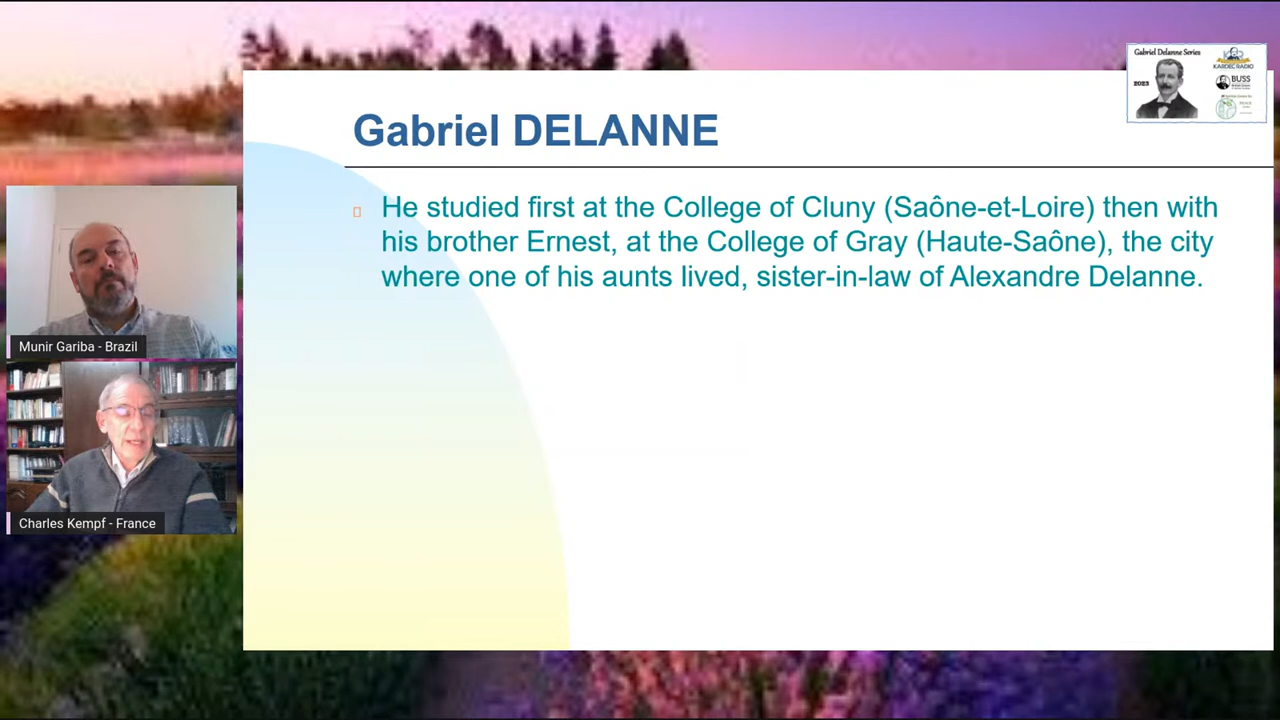 Gabriel Delanne Series
2023
KARDEC RADIO
BUSS
PEACE
Gabriel DELANNE
He studied first at the College of Cluny (Saône-et-Loire) then with
his brother Ernest, at the College of Gray (Haute-Saône), the city
where one of his aunts lived, sister-in-law of Alexandre Delanne.
Munir Gariba - Brazil
Charles Kempf - France